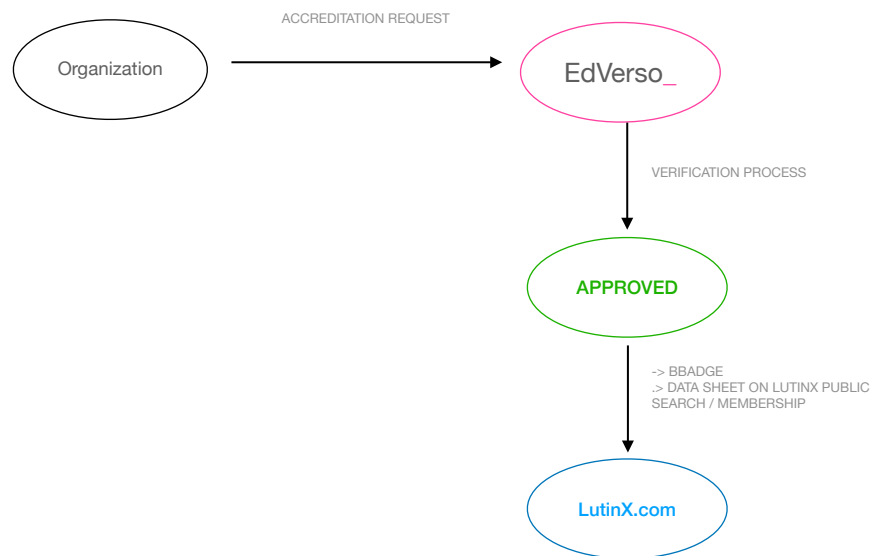 ACCREDITATION REQUEST
Organization
EdVerso_
VERIFICATION PROCESS
APPROVED
-> BBADGE
.> DATA SHEET ON LUTINX PUBLIC
SEARCH / MEMBERSHIP
LutinX.com